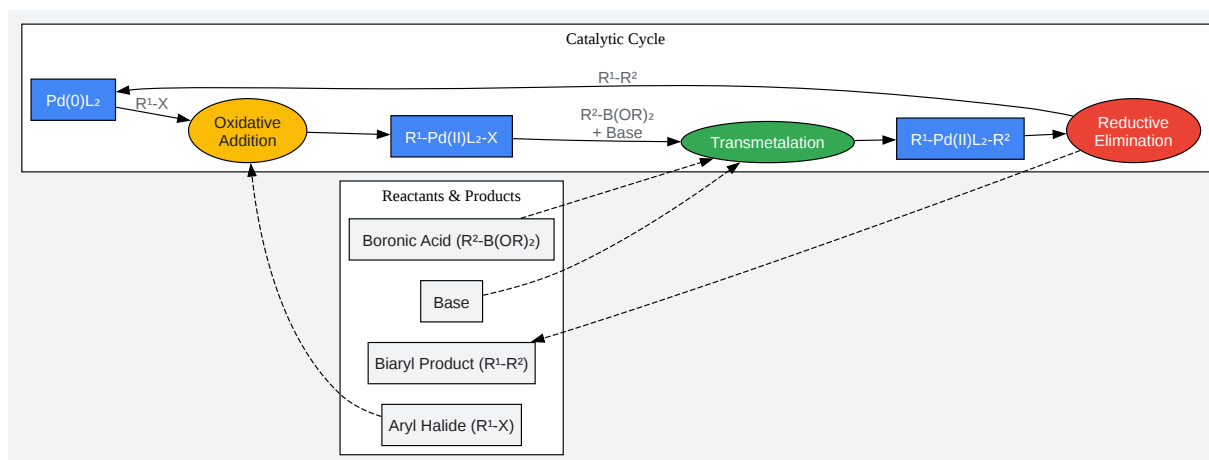 Catalytic Cycle
Pd(0)L₂
R¹-X
Oxidative
Addition
R¹-Pd(II)L₂-X
R¹-R²
R²-B(OR)₂
+ Base
Transmetalation
R¹-Pd(II)L₂-R²
Reductive
Elimination
Reactants & Products
Boronic Acid (R²-B(OR)₂)
Base
Biaryl Product (R¹-R²)
Aryl Halide (R¹-X)